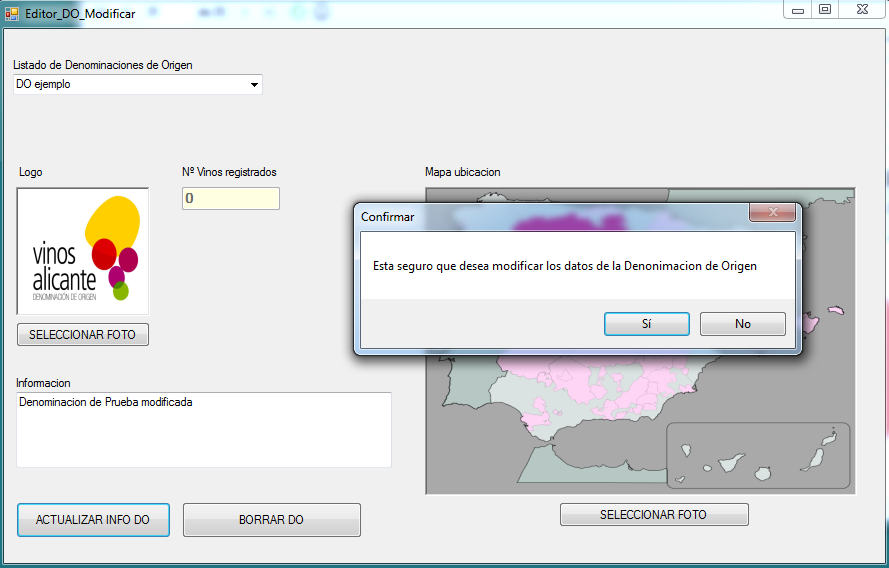 Editor_DO_Modificar
Listado de Denominaciones de Origen
DO ejemplo
Logo
Nº Vinos registrados
Mapa ubicacion
0
vinos
alicante
DENOMINACIÓN DE ORIGEN
SELECCIONAR FOTO
Confirmar
Esta seguro que desea modificar los datos de la Denonimacion de Origen
Sí
No
Informacion
Denominacion de Prueba modificada
ACTUALIZAR INFO DO
BORRAR DO
SELECCIONAR FOTO